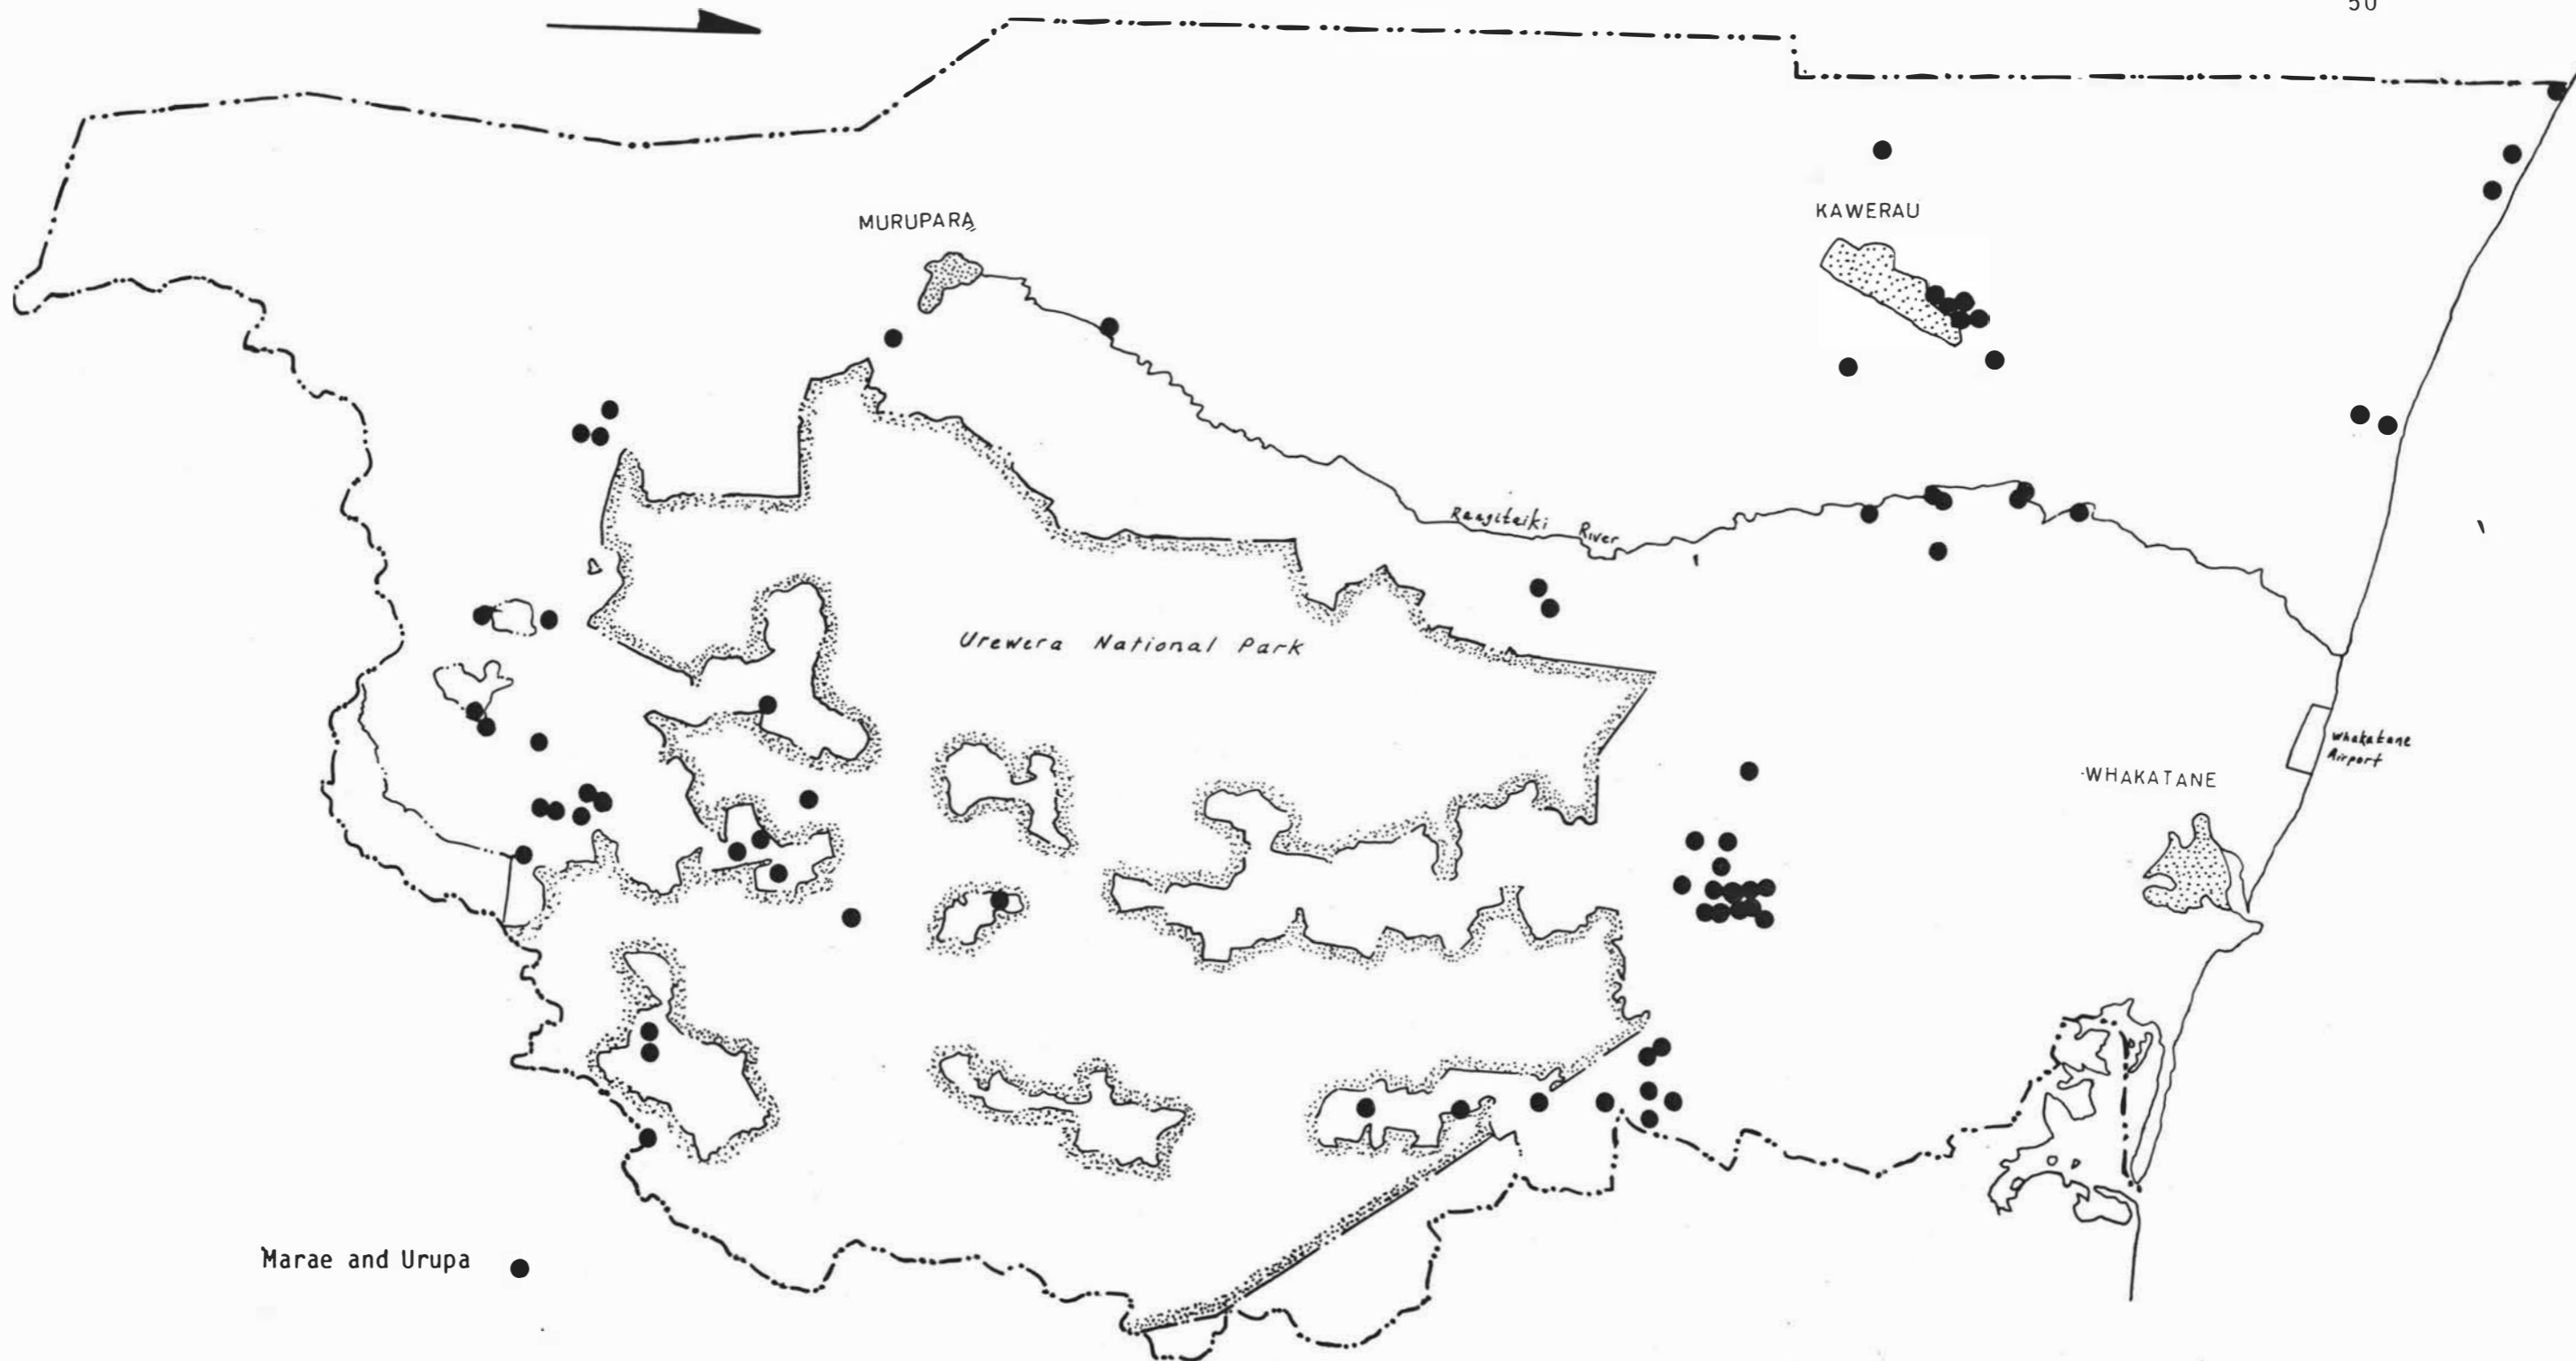 50
MURUPARA
KAWERAU
Rangitaiki River
Urewera National Park
Whakatane
Airport
WHAKATANE
Marae and Urupa